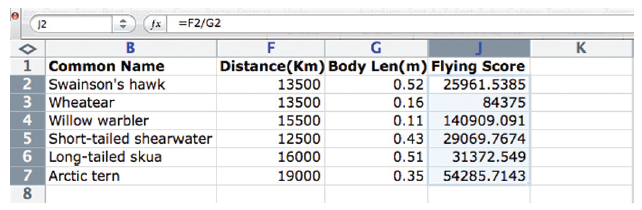 J2 fx =F2/G2
B F G J K
1 Common Name Distance(Km) Body Len(m) Flying Score
2 Swainson's hawk 13500 0.52 25961.5385
3 Wheatear 13500 0.16 84375
4 Willow warbler 15500 0.11 140909.091
5 Short-tailed shearwater 12500 0.43 29069.7674
6 Long-tailed skua 16000 0.51 31372.549
7 Arctic tern 19000 0.35 54285.7143
8